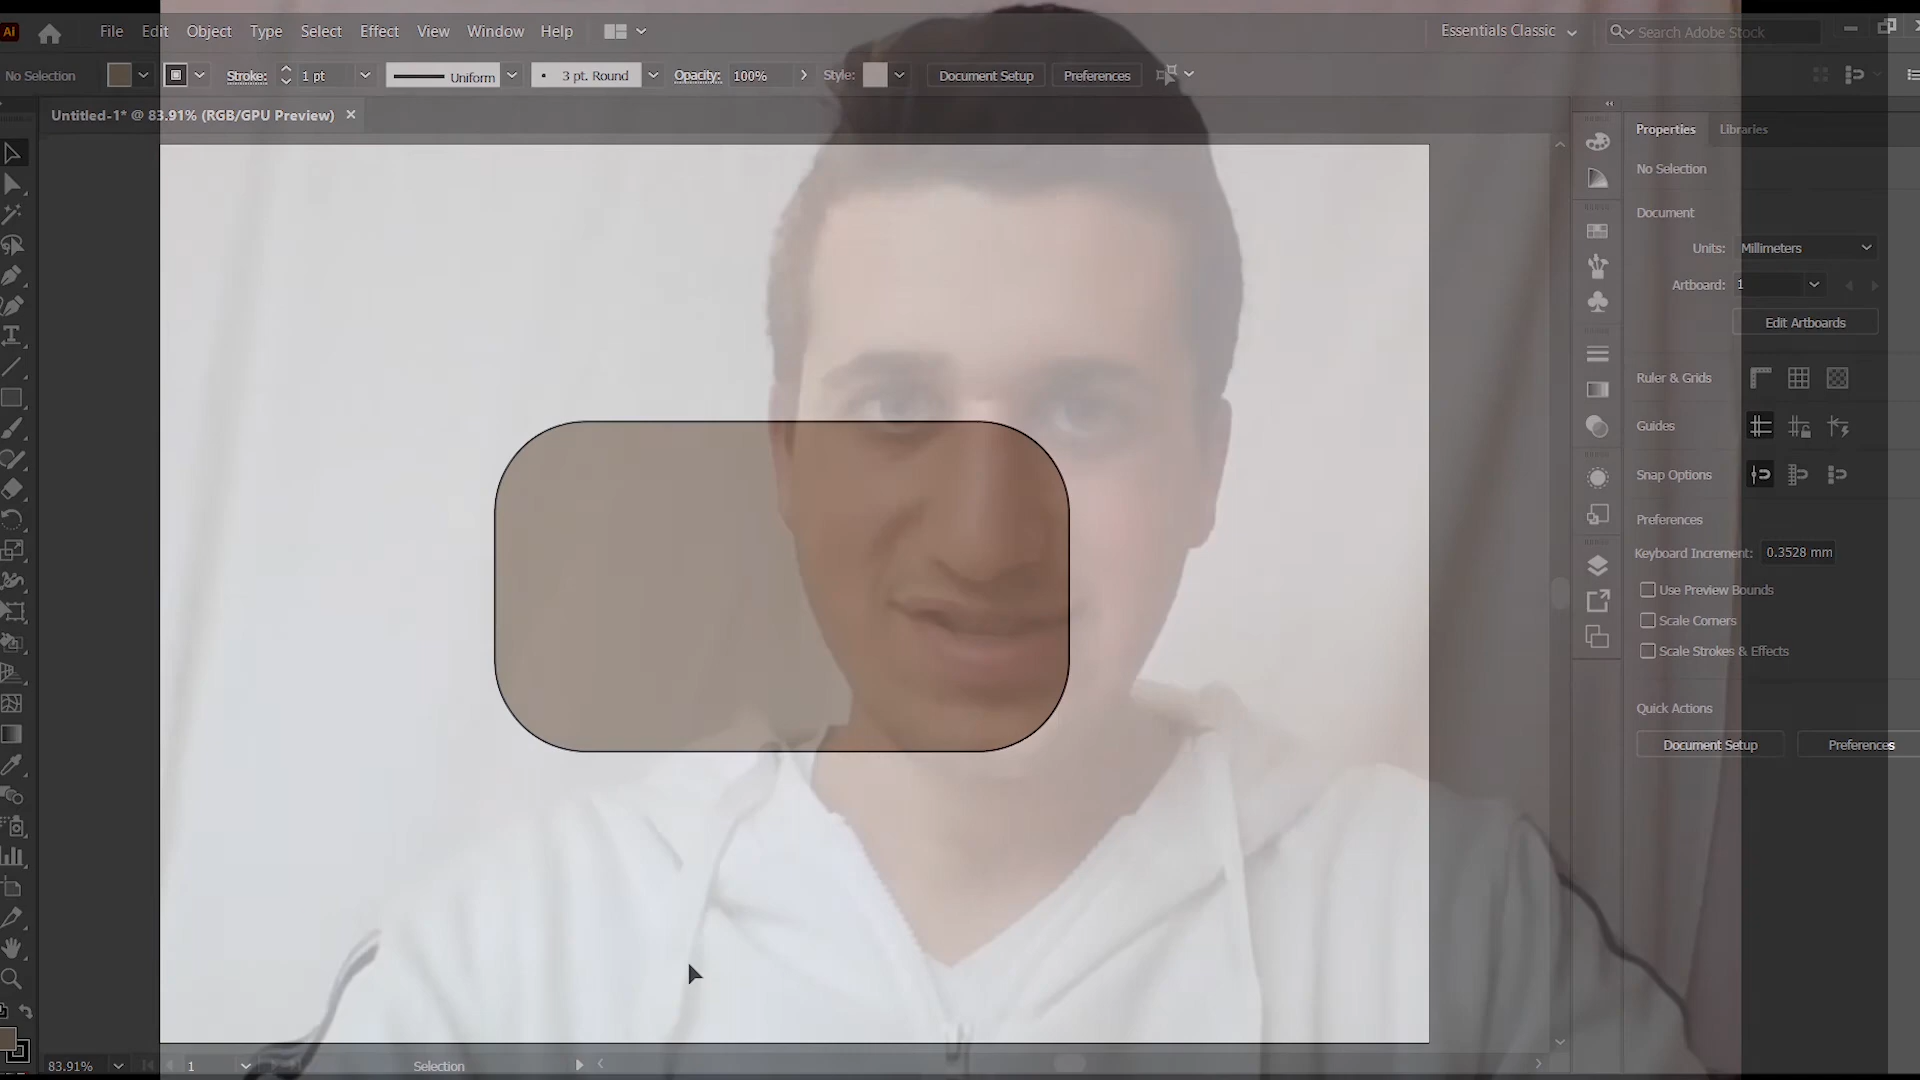 Ai File Edit Object Type Select Effect View Window Help Essentials Classic Search Adobe Stock
No Selection Stroke: 1 pt Uniform 3 pt. Round Opacity: 100% Style: Document Setup Preferences
Untitled-1* @ 83.91% (RGB/GPU Preview)
Properties Libraries
No Selection
Document
Units: Millimeters
Artboard: 1
Edit Artboards
Ruler & Grids
Guides
Snap Options
Preferences
Keyboard Increment: 0.3528 mm
Use Preview Bounds
Scale Corners
Scale Strokes & Effects
Quick Actions
Document Setup Preferences
83.91% 1 Selection